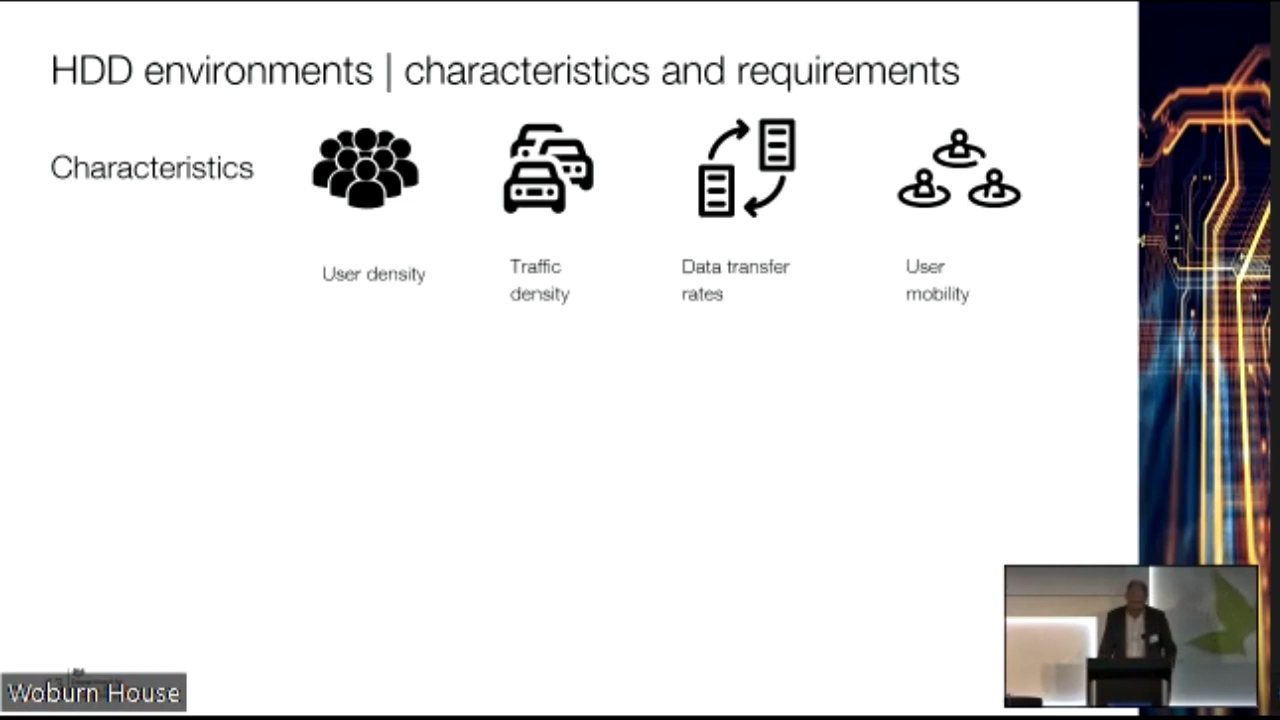 HDD environments | characteristics and requirements
Characteristics
User density
Traffic
density
Data transfer
rates
User
mobility
Woburn House